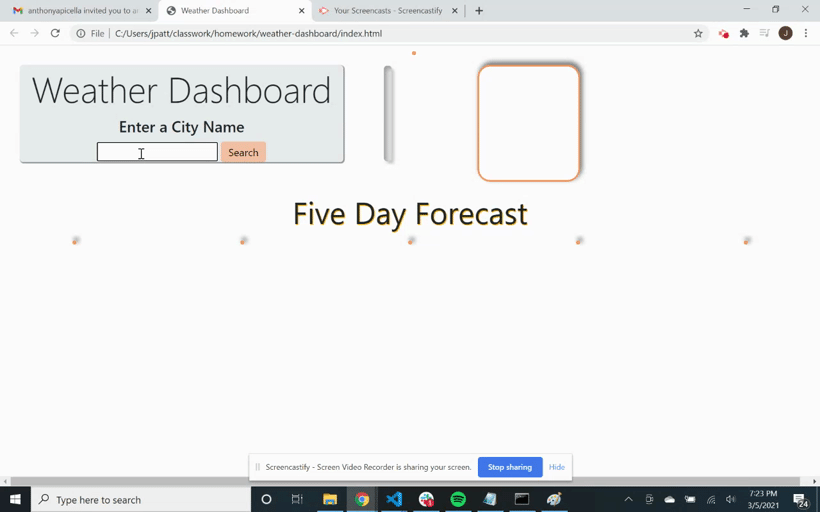 anthonyapicella invited you to a
Weather Dashboard
Your Screencasts - Screencastify
File
C:/Users/jpatt/classwork/homework/weather-dashboard/index.html
J
Weather Dashboard
Enter a City Name
Search
Five Day Forecast
Screencastify - Screen Video Recorder is sharing your screen.
Stop sharing
Hide
Type here to search
7:23 PM
3/5/2021
24